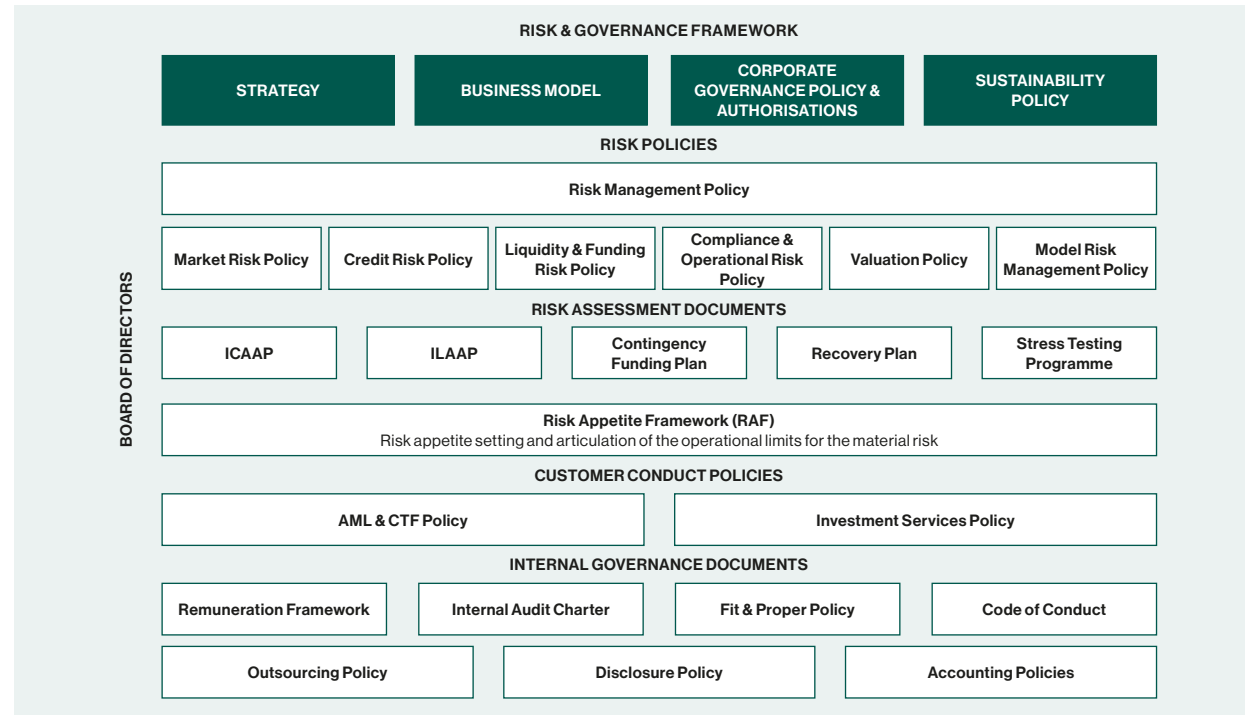 RISK & GOVERNANCE FRAMEWORK
STRATEGY
BUSINESS MODEL
CORPORATE
GOVERNANCE POLICY &
AUTHORISATIONS
SUSTAINABILITY
POLICY
RISK POLICIES
Risk Management Policy
Market Risk Policy
Credit Risk Policy
Liquidity & Funding
Risk Policy
Compliance &
Operational Risk
Policy
Valuation Policy
Model Risk
Management Policy
BOARD OF DIRECTORS
RISK ASSESSMENT DOCUMENTS
ICAAP
ILAAP
Contingency
Funding Plan
Recovery Plan
Stress Testing
Programme
Risk Appetite Framework (RAF)
Risk appetite setting and articulation of the operational limits for the material risk
CUSTOMER CONDUCT POLICIES
AML & CTF Policy
Investment Services Policy
INTERNAL GOVERNANCE DOCUMENTS
Remuneration Framework
Internal Audit Charter
Fit & Proper Policy
Code of Conduct
Outsourcing Policy
Disclosure Policy
Accounting Policies